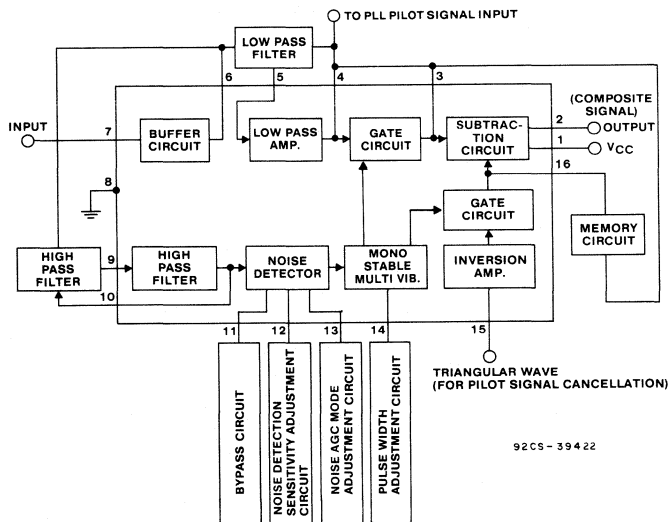 TO PLL PILOT SIGNAL INPUT
LOW PASS
FILTER
6
5
4
3
(COMPOSITE
SIGNAL)
2
OUTPUT
1
VCC
16
INPUT
7
BUFFER
CIRCUIT
LOW PASS
AMP.
GATE
CIRCUIT
SUBTRAC-
TION
CIRCUIT
8
GATE
CIRCUIT
MEMORY
CIRCUIT
HIGH
PASS
FILTER
9
10
HIGH
PASS
FILTER
NOISE
DETECTOR
MONO
STABLE
MULTI VIB.
INVERSION
AMP.
11
12
13
14
15
TRIANGULAR WAVE
(FOR PILOT SIGNAL CANCELLATION)
BYPASS CIRCUIT
NOISE DETECTION
SENSITIVITY ADJUSTMENT
CIRCUIT
NOISE AGC MODE
ADJUSTMENT CIRCUIT
PULSE WIDTH
ADJUSTMENT CIRCUIT
92CS-39422